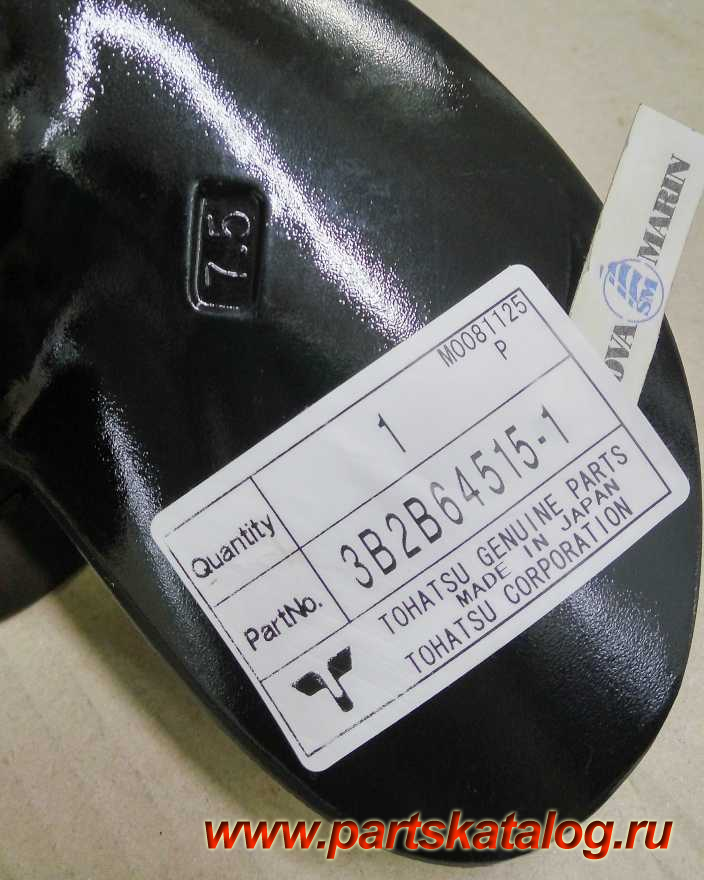 7.5
MARIN
SM
M0081125
P
Quantity 1
PartNo. 3B2B64515-1
TOHATSU GENUINE PARTS
MADE IN JAPAN
TOHATSU CORPORATION
www.partskatalog.ru